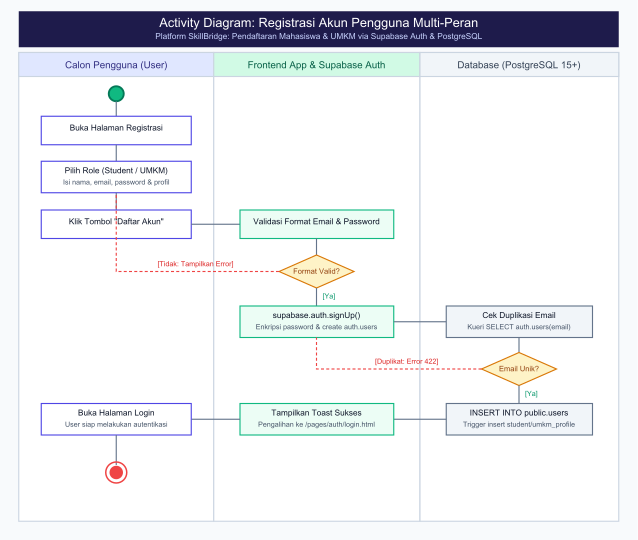 Activity Diagram: Registrasi Akun Pengguna Multi-Peran
Platform SkillBridge: Pendaftaran Mahasiswa & UMKM via Supabase Auth & PostgreSQL
Calon Pengguna (User)
Frontend App & Supabase Auth
Database (PostgreSQL 15+)
Buka Halaman Registrasi
Pilih Role (Student / UMKM)
Isi nama, email, password & profil
Klik Tombol "Daftar Akun"
Validasi Format Email & Password
[Tidak: Tampilkan Error]
Format Valid?
[Ya]
supabase.auth.signUp()
Enkripsi password & create auth.users
Cek Duplikasi Email
Kueri SELECT auth.users(email)
[Duplikat: Error 422]
Email Unik?
[Ya]
Buka Halaman Login
User siap melakukan autentikasi
Tampilkan Toast Sukses
Pengalihan ke /pages/auth/login.html
INSERT INTO public.users
Trigger insert student/umkm_profile